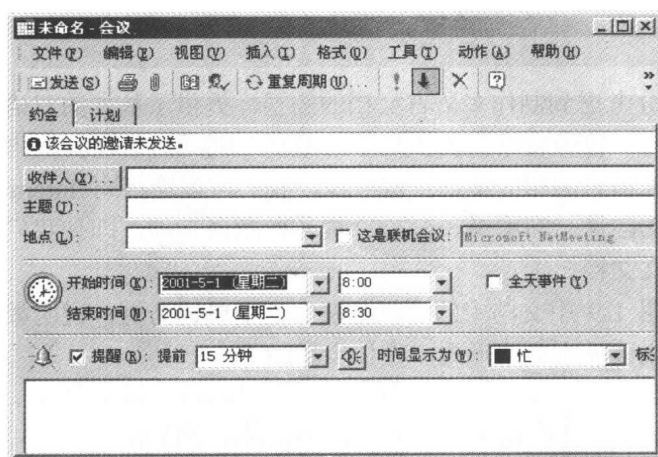 未命名 - 会议
文件(F) 编辑(E) 视图(V) 插入(I) 格式(O) 工具(T) 动作(A) 帮助(H)
发送(S) 重复周期(U)... ! ? »
约会 计划
该会议的邀请未发送。
收件人(X)...
主题(T):
地点(L): 这是联机会议: Microsoft NetMeeting
开始时间(K): 2001-5-1 (星期二) 8:00 全天事件(Y)
结束时间(N): 2001-5-1 (星期二) 8:30
提醒(R): 提前 15 分钟 时间显示为(W): 忙